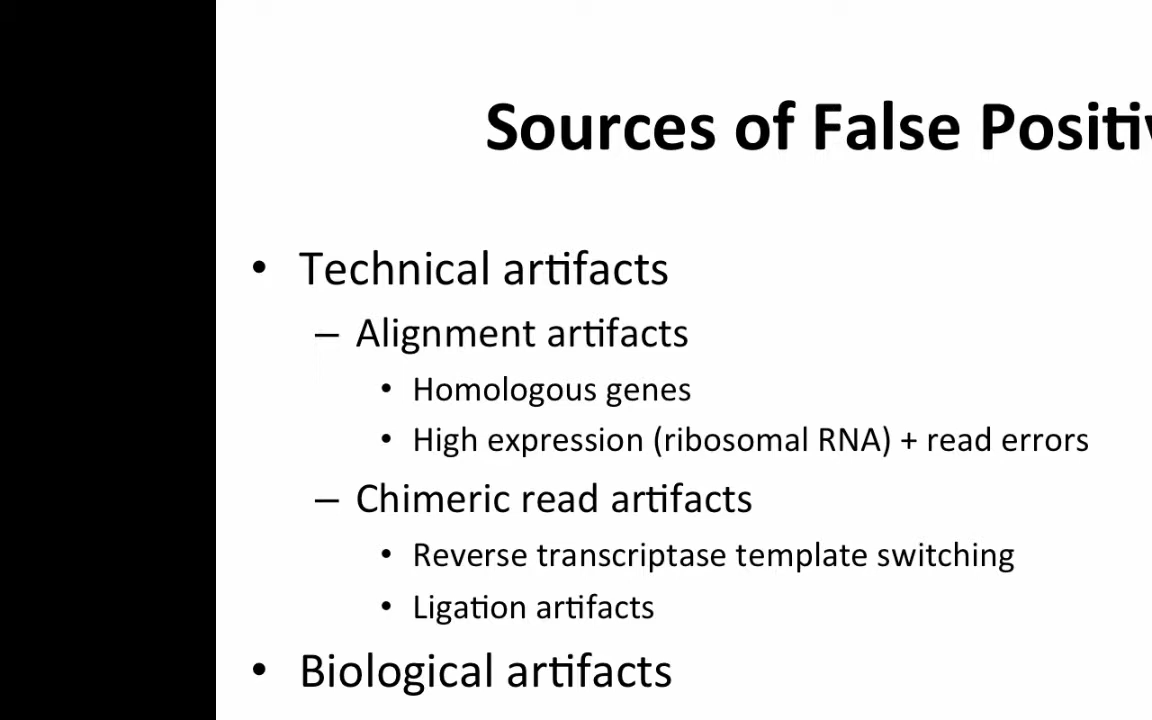 Sources of False Positiv
• Technical artifacts
– Alignment artifacts
• Homologous genes
• High expression (ribosomal RNA) + read errors
– Chimeric read artifacts
• Reverse transcriptase template switching
• Ligation artifacts
• Biological artifacts